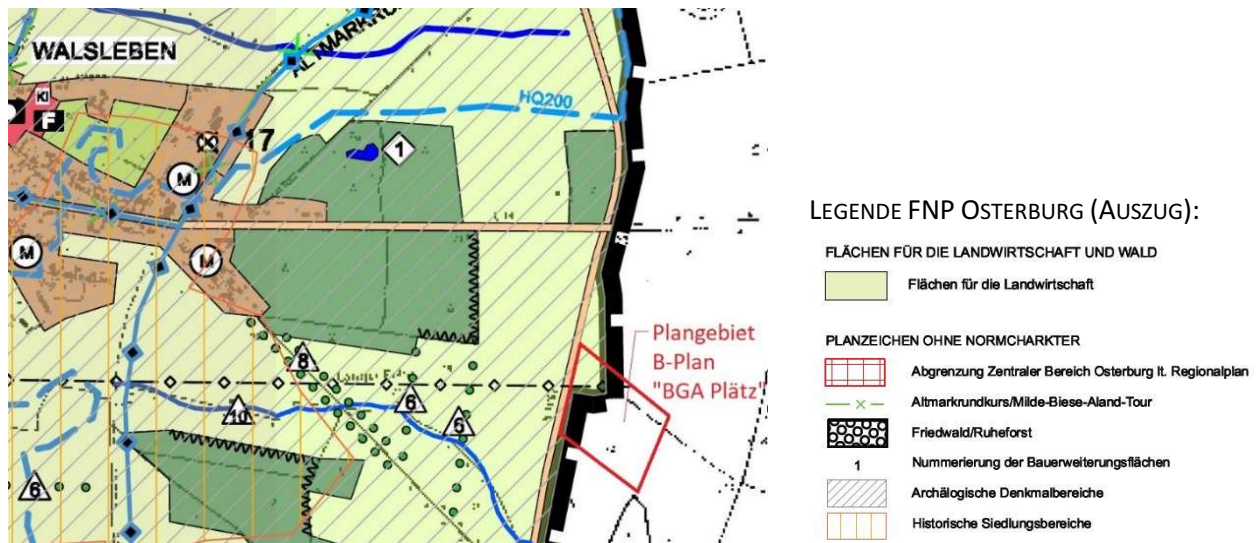 WALSLEBEN
ALTMARKRU
KI
F
HQ200
17
1
M
M
M
8
10
6
6
6
Plangebiet
B-Plan
"BGA Plätz"
LEGENDE FNP OSTERBURG (AUSZUG):
FLÄCHEN FÜR DIE LANDWIRTSCHAFT UND WALD
Flächen für die Landwirtschaft
PLANZEICHEN OHNE NORMCHARKTER
Abgrenzung Zentraler Bereich Osterburg lt. Regionalplan
Altmarkrundkurs/Milde-Biese-Aland-Tour
Friedwald/Ruheforst
1 Nummerierung der Bauerweiterungsflächen
Archälogische Denkmalbereiche
Historische Siedlungsbereiche